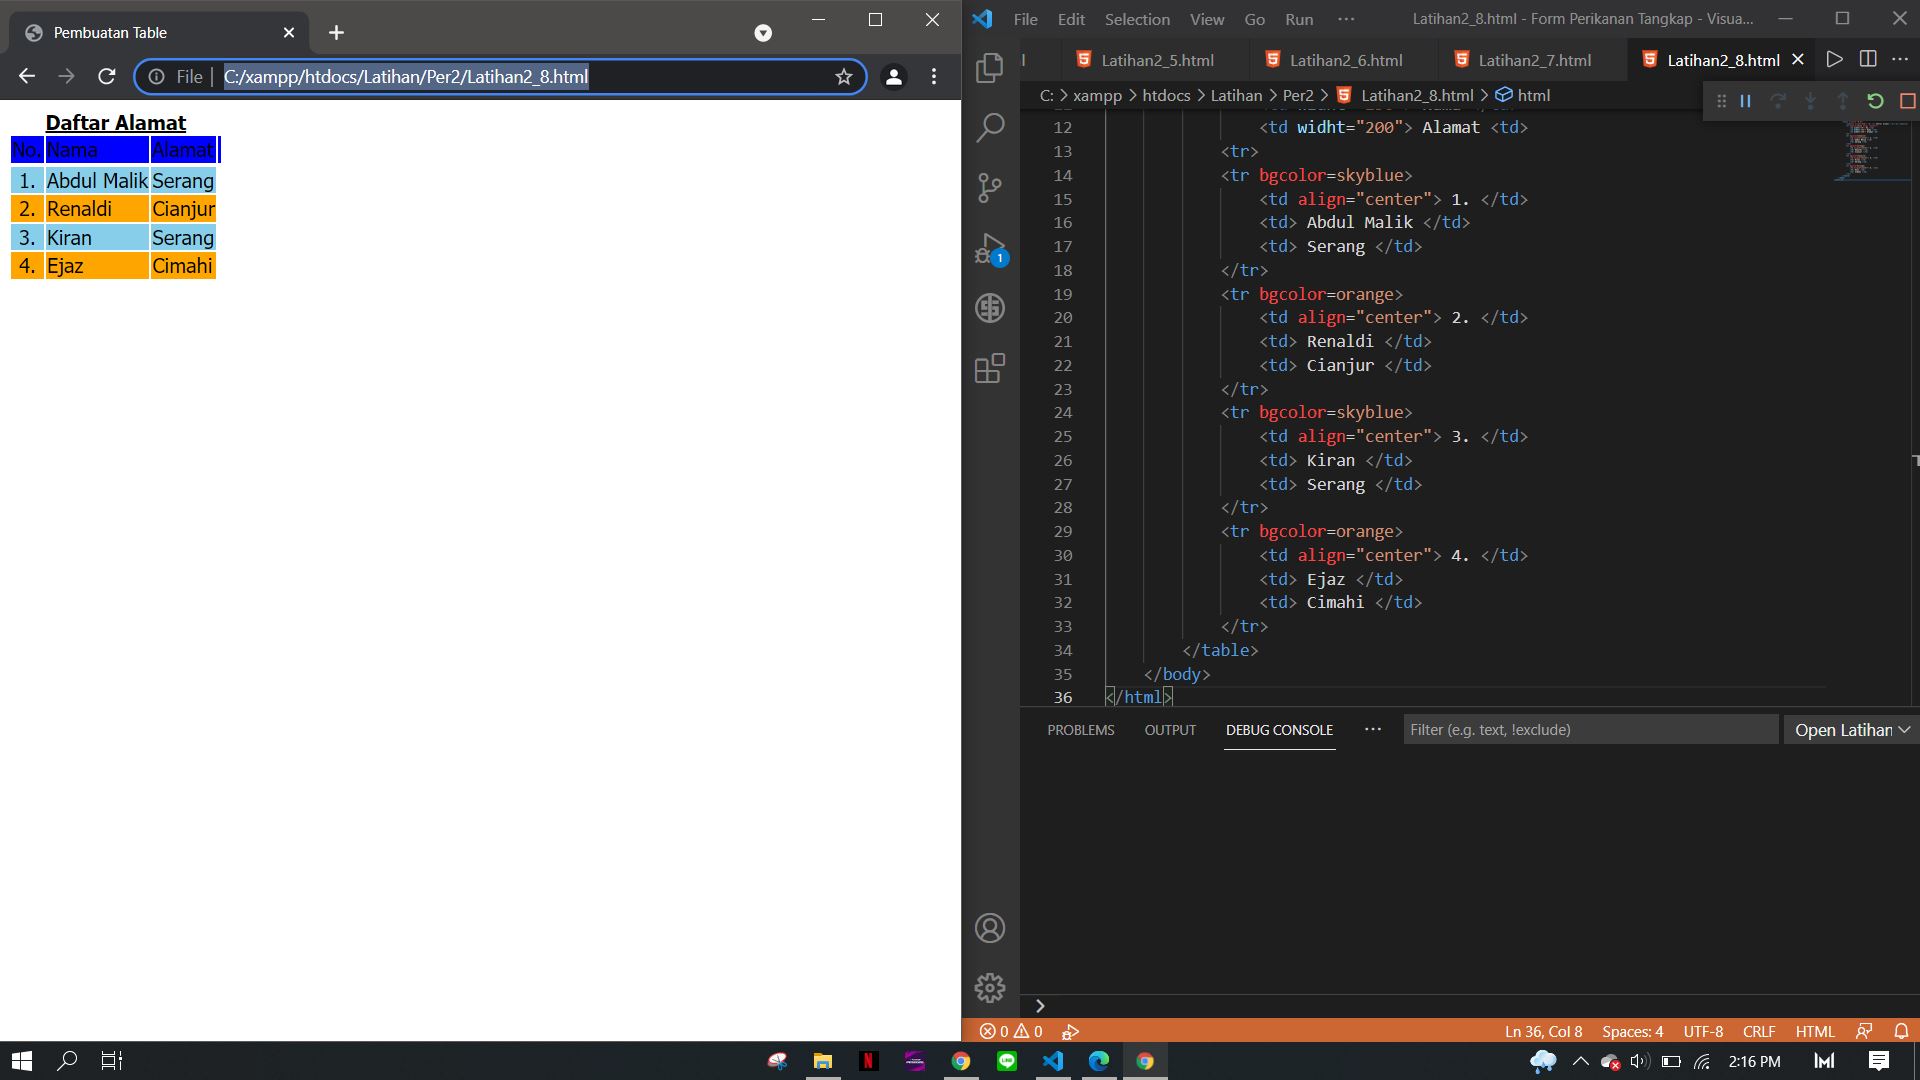 Pembuatan Table
File
C:/xampp/htdocs/Latihan/Per2/Latihan2_8.html
Daftar Alamat
No. Nama Alamat
1. Abdul Malik Serang
2. Renaldi Cianjur
3. Kiran Serang
4. Ejaz Cimahi
File Edit Selection View Go Run ··· Latihan2_8.html - Form Perikanan Tangkap - Visua...
Latihan2_5.html Latihan2_6.html Latihan2_7.html Latihan2_8.html
C: > xampp > htdocs > Latihan > Per2 > Latihan2_8.html > html
12 <td widht="200"> Alamat <td>
13 <tr>
14 <tr bgcolor=skyblue>
15 <td align="center"> 1. </td>
16 <td> Abdul Malik </td>
17 <td> Serang </td>
18 </tr>
19 <tr bgcolor=orange>
20 <td align="center"> 2. </td>
21 <td> Renaldi </td>
22 <td> Cianjur </td>
23 </tr>
24 <tr bgcolor=skyblue>
25 <td align="center"> 3. </td>
26 <td> Kiran </td>
27 <td> Serang </td>
28 </tr>
29 <tr bgcolor=orange>
30 <td align="center"> 4. </td>
31 <td> Ejaz </td>
32 <td> Cimahi </td>
33 </tr>
34 </table>
35 </body>
36 </html>
1
PROBLEMS OUTPUT DEBUG CONSOLE ··· Filter (e.g. text, !exclude) Open Latihan
0 0 Ln 36, Col 8 Spaces: 4 UTF-8 CRLF HTML
2:16 PM